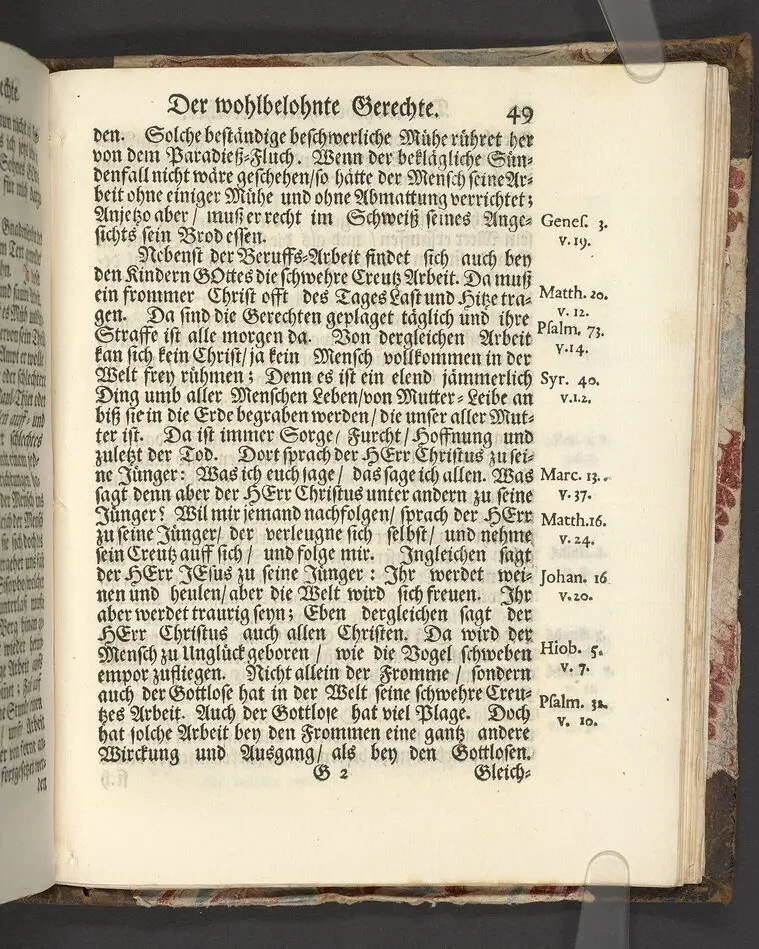 Der wohlbelohnte Gerechte. 49
den. Solche beständige beschwerliche Mühe rühret her
von dem Paradieß-Fluch. Wenn der beklägliche Sün-
denfall nicht wäre geschehen/ so hätte der Mensch seine Ar-
beit ohne einiger Mühe und ohne Abmattung verrichtet;
Anjetzo aber / muß er recht im Schweiß seines Ange-
sichts sein Brod essen.
Genes. 3.
v. 19.
Nebenst der Beruffs-Arbeit findet sich auch bey
den Kindern GOttes die schwehre Creutz Arbeit. Da muß
ein frommer Christ offt des Tages Last und Hitze tra-
gen. Da sind die Gerechten geplaget täglich und ihre
Straffe ist alle morgen da. Von dergleichen Arbeit
kan sich kein Christ/ ja kein Mensch vollkommen in der
Welt frey rühmen; Denn es ist ein elend jämmerlich
Ding umb aller Menschen Leben/ von Mutter-Leibe an
biß sie in die Erde begraben werden/ die unser aller Mut-
ter ist. Da ist immer Sorge/ Furcht/ Hoffnung und
zuletzt der Tod. Dort sprach der HErr Christus zu sei-
ne Jünger: Was ich euch sage/ das sage ich allen. Was
sagt denn aber der HErr Christus unter andern zu seine
Jünger? Wil mir jemand nachfolgen/ sprach der HErr
zu seine Jünger/ der verleugne sich selbst/ und nehme
sein Creutz auff sich/ und folge mir. Ingleichen sagt
der HErr JEsus zu seine Jünger: Ihr werdet wei-
nen und heulen/ aber die Welt wird sich freuen. Ihr
aber werdet traurig seyn; Eben dergleichen sagt der
HErr Christus auch allen Christen. Da wird der
Mensch zu Unglück geboren/ wie die Vogel schweben
empor zufliegen. Nicht allein der Fromme/ sondern
auch der Gottlose hat in der Welt seine schwehre Creu-
tzes Arbeit. Auch der Gottlose hat viel Plage. Doch
hat solche Arbeit bey den Frommen eine gantz andere
Wirckung und Ausgang/ als bey den Gottlosen.
Matth. 20.
v. 12.
Psalm. 73.
v. 14.
Syr. 40.
v. 1. 2.
Marc. 13.
v. 37.
Matth. 16.
v. 24.
Johan. 16
v. 20.
Hiob. 5.
v. 7.
Psalm. 32.
v. 10.
G 2 Gleich-